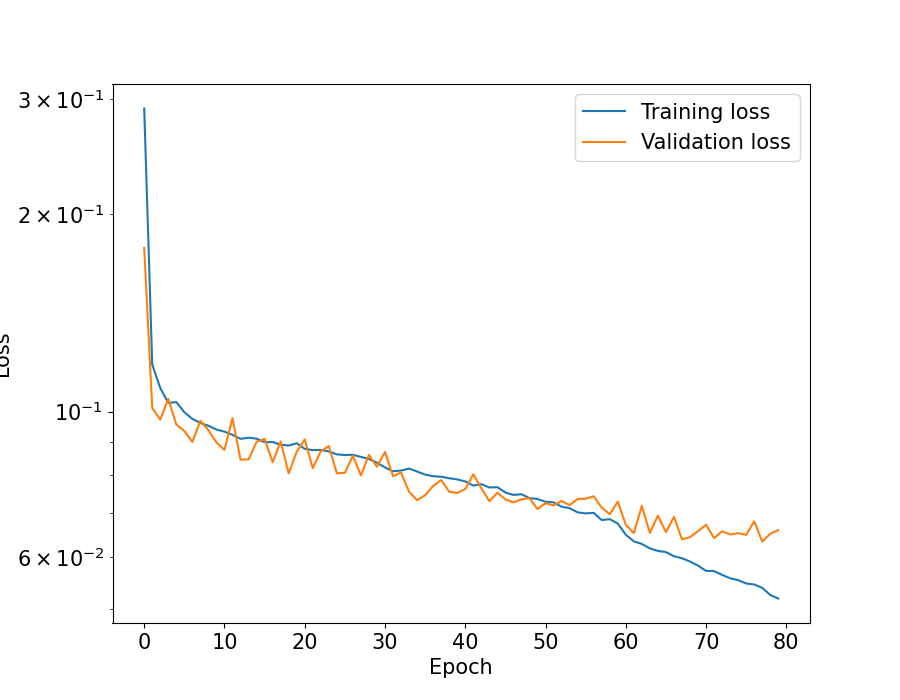 3 × 10⁻¹
2 × 10⁻¹
10⁻¹
6 × 10⁻²
Loss
Training loss
Validation loss
0 10 20 30 40 50 60 70 80
Epoch